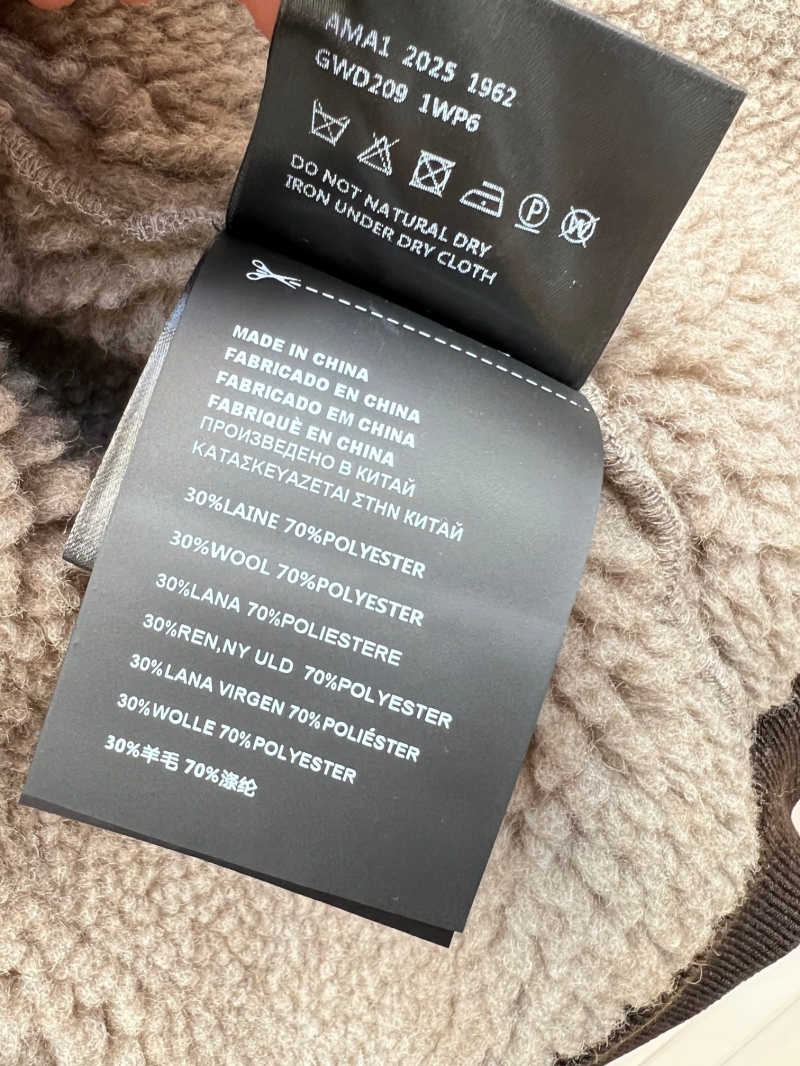 AMA1 2025 1962
GWD209 1WP6
P
W
DO NOT NATURAL DRY
IRON UNDER DRY CLOTH
MADE IN CHINA
FABRICADO EN CHINA
FABRICADO EM CHINA
FABRIQUÈ EN CHINA
ПРОИЗВЕДЕНО В КИТАЙ
ΚΑΤΑΣΚΕΥΑΖΕΤΑΙ ΣΤΗΝ КИТАЙ
30%LAINE 70%POLYESTER
30%WOOL 70%POLYESTER
30%LANA 70%POLIESTERE
30%REN,NY ULD 70%POLYESTER
30%LANA VIRGEN 70%POLIÉSTER
30%WOLLE 70%POLYESTER
30%羊毛 70%涤纶